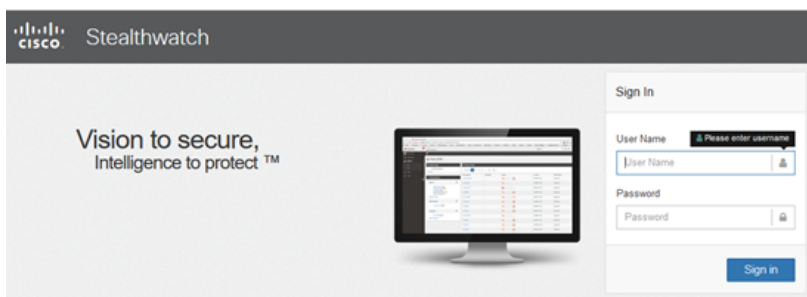 CISCO
Stealthwatch
Vision to secure,
Intelligence to protect ™
Sign In
User Name
Please enter username
User Name
Password
Password
Sign in